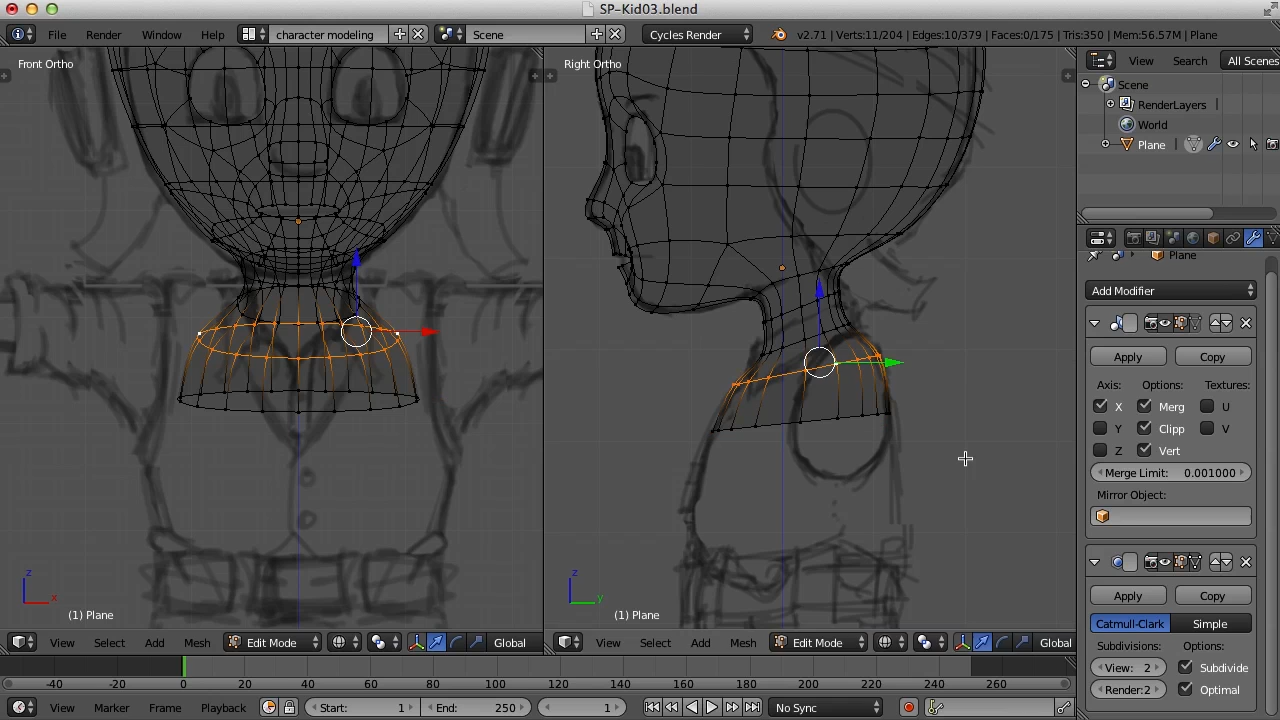 SP-Kid03.blend
File Render Window Help character modeling Scene Cycles Render v2.71 | Verts:11/204 | Edges:10/379 | Faces:0/175 | Tris:350 | Mem:56.57M | Plane
Front Ortho
Right Ortho
View Search All Scenes
Scene
RenderLayers
World
Plane
Plane
Add Modifier
Apply Copy
Axis: Options: Textures:
X Merg U
Y Clipp V
Z Vert
Merge Limit: 0.001000
Mirror Object:
Apply Copy
Catmull-Clark Simple
Subdivisions: Options:
View: 2 Subdivide
Render:2 Optimal
z
x
(1) Plane
z
y
(1) Plane
View Select Add Mesh Edit Mode Global
View Select Add Mesh Edit Mode Global
-40 -20 0 20 40 60 80 100 120 140 160 180 200 220 240 260
View Marker Frame Playback Start: 1 End: 250 1 No Sync